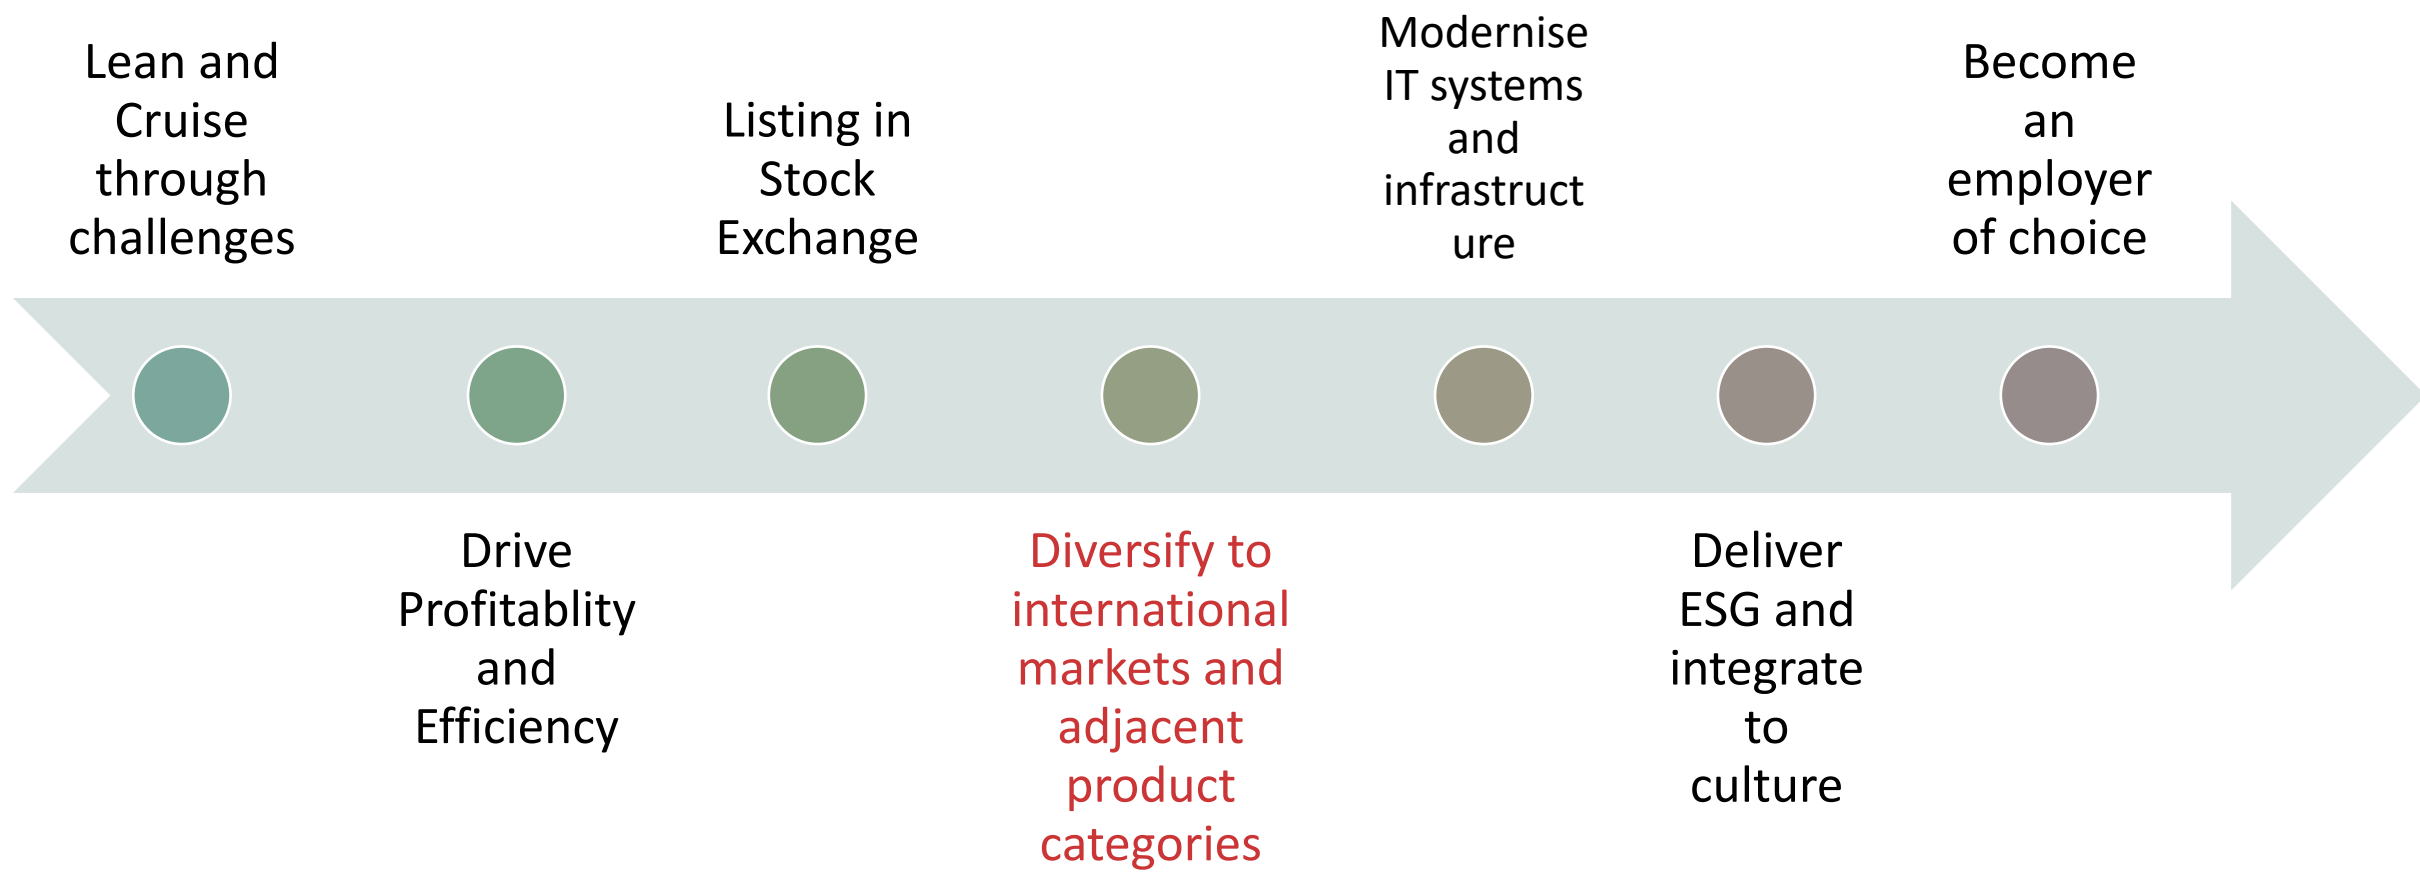 Lean and
Cruise
through
challenges
Drive
Profitablity
and
Efficiency
Listing in
Stock
Exchange
Diversify to
international
markets and
adjacent
product
categories
Modernise
IT systems
and
infrastruct
ure
Deliver
ESG and
integrate
to
culture
Become
an
employer
of choice